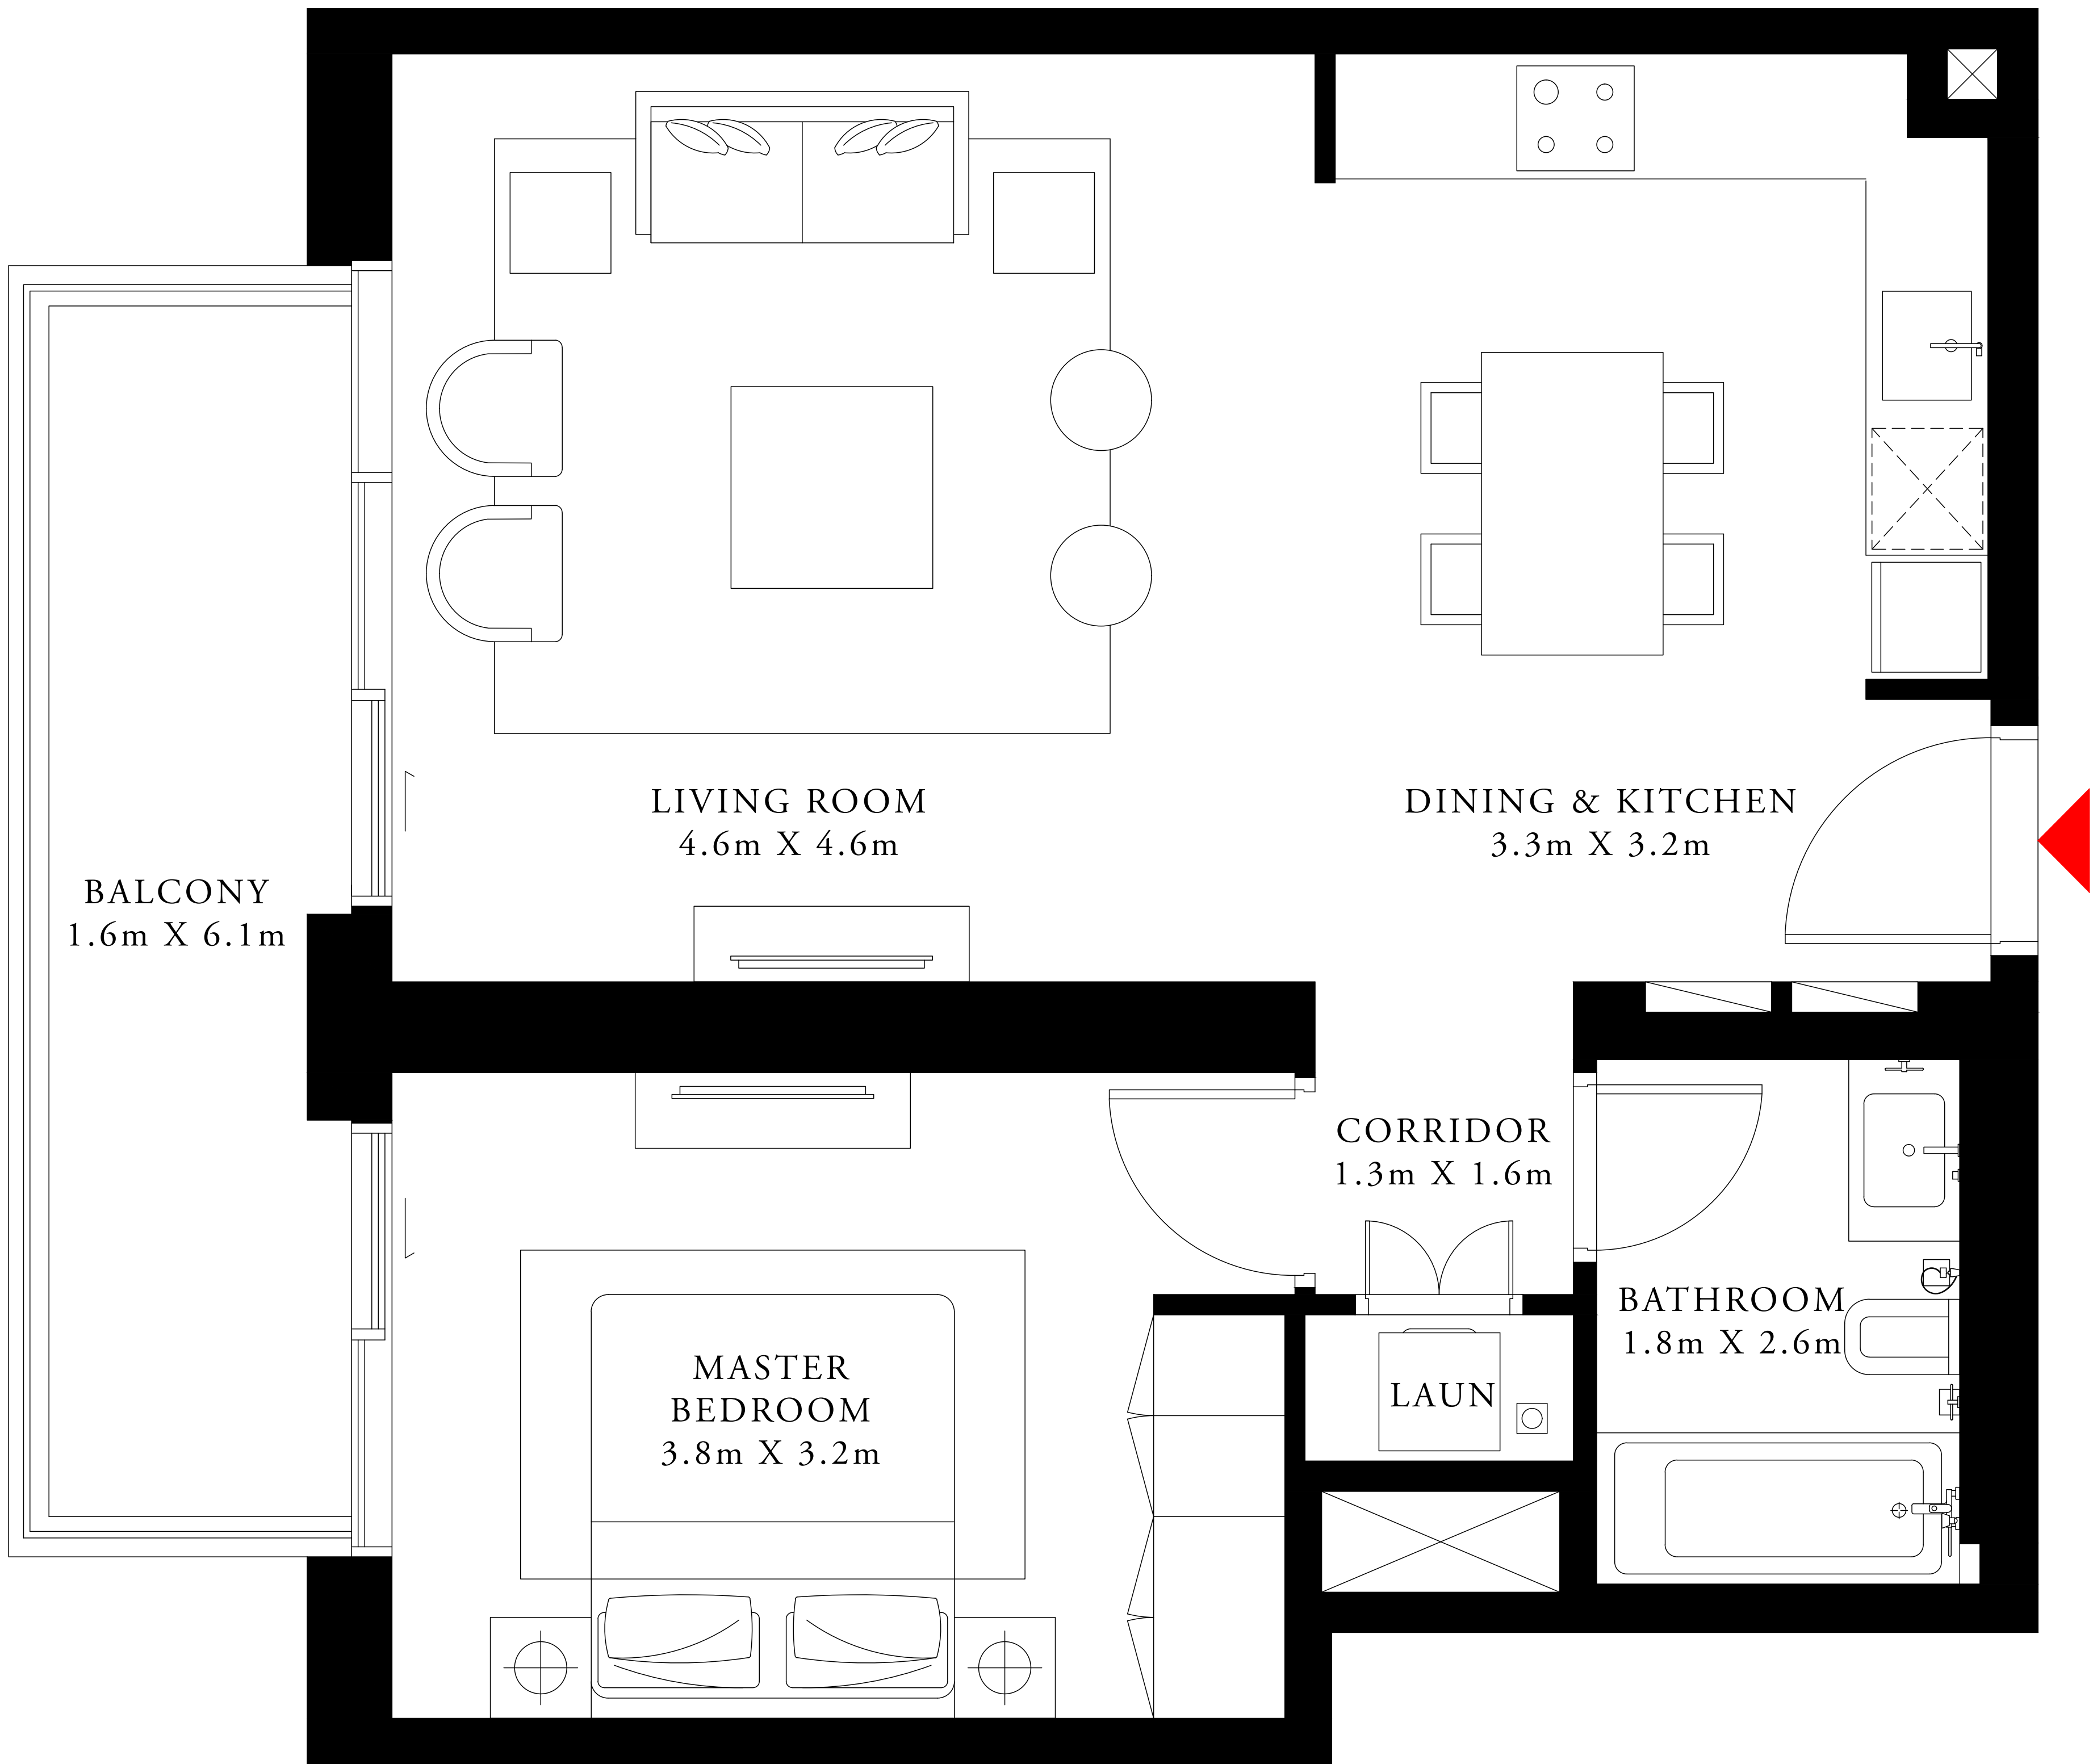 LIVING ROOM
4.6m X 4.6m
DINING & KITCHEN
3.3m X 3.2m
BALCONY
1.6m X 6.1m
CORRIDOR
1.3m X 1.6m
BATHROOM
1.8m X 2.6m
MASTER
BEDROOM
3.8m X 3.2m
LAUN